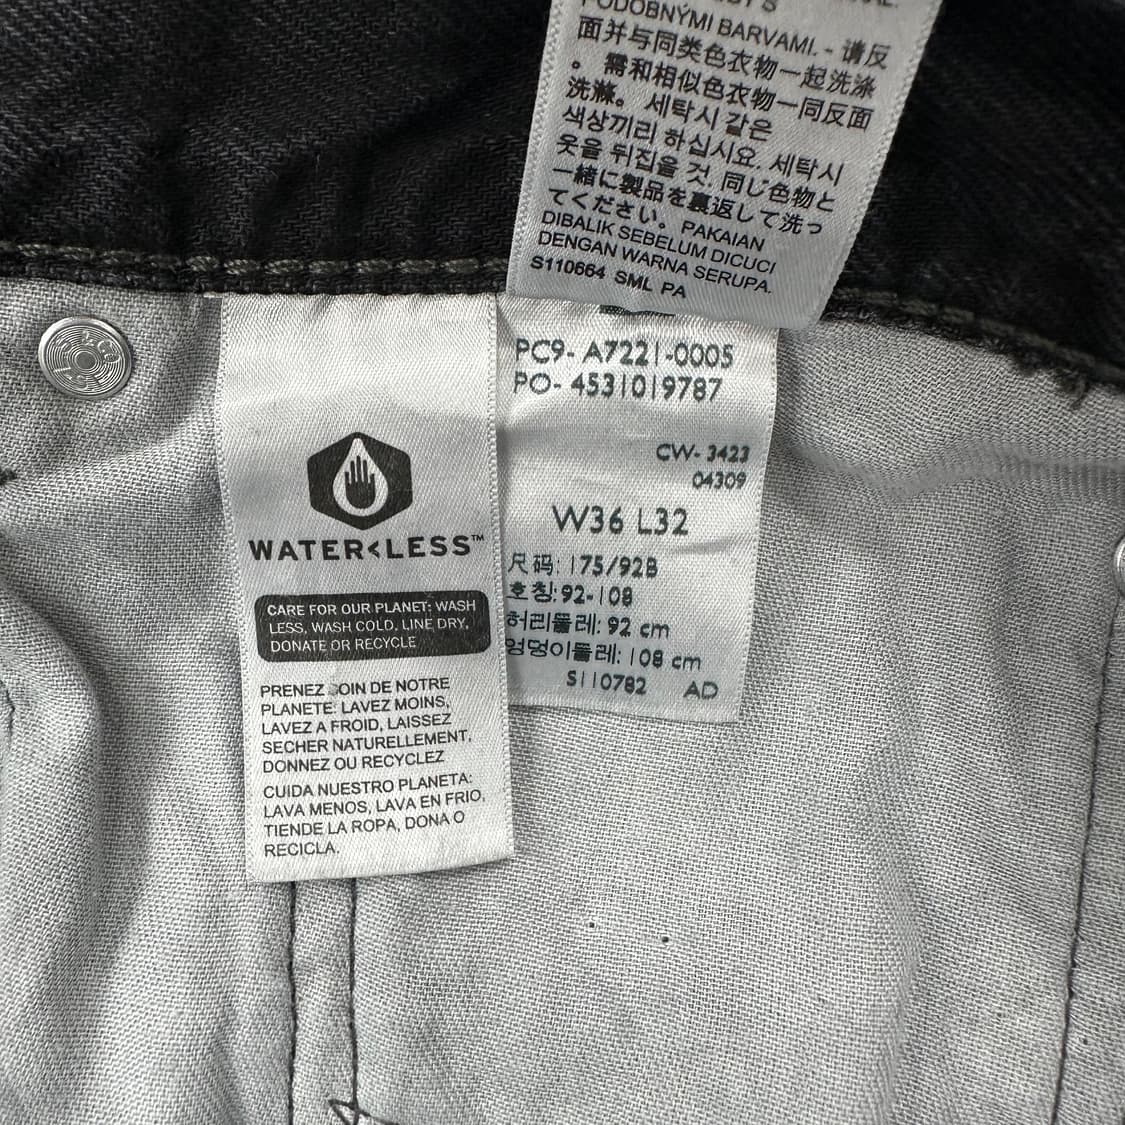 PODOBNÝMI BARVAMI. - 请反
面并与同类色衣物一起洗涤
。 需和相似色衣物一同反面
洗滌。 세탁시 같은
색상끼리 하십시요. 세탁시
옷을 뒤집을 것. 同じ色物と
一緒に製品を裏返して洗っ
てください。 PAKAIAN
DIBALIK SEBELUM DICUCI
DENGAN WARNA SERUPA.
S110664 SML PA
WATER<LESS™
CARE FOR OUR PLANET: WASH
LESS, WASH COLD, LINE DRY,
DONATE OR RECYCLE
PRENEZ SOIN DE NOTRE
PLANETE: LAVEZ MOINS,
LAVEZ A FROID, LAISSEZ
SECHER NATURELLEMENT,
DONNEZ OU RECYCLEZ
CUIDA NUESTRO PLANETA:
LAVA MENOS, LAVA EN FRIO,
TIENDE LA ROPA, DONA O
RECICLA.
PC9- A7221-0005
PO- 4531019787
CW- 3423
04309
W36 L32
尺码: 175/92B
호칭: 92-108
허리둘레: 92 cm
엉덩이둘레: 108 cm
S110782 AD